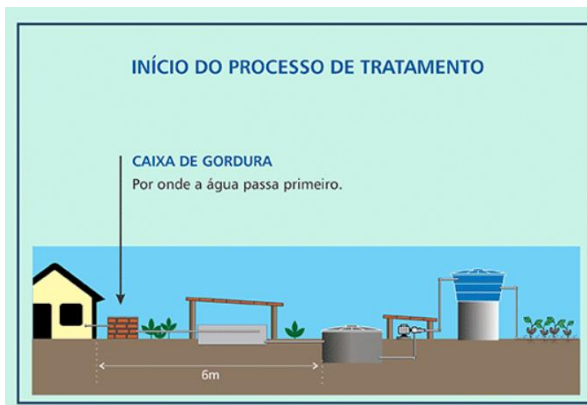 INÍCIO DO PROCESSO DE TRATAMENTO
CAIXA DE GORDURA
Por onde a água passa primeiro.
6m